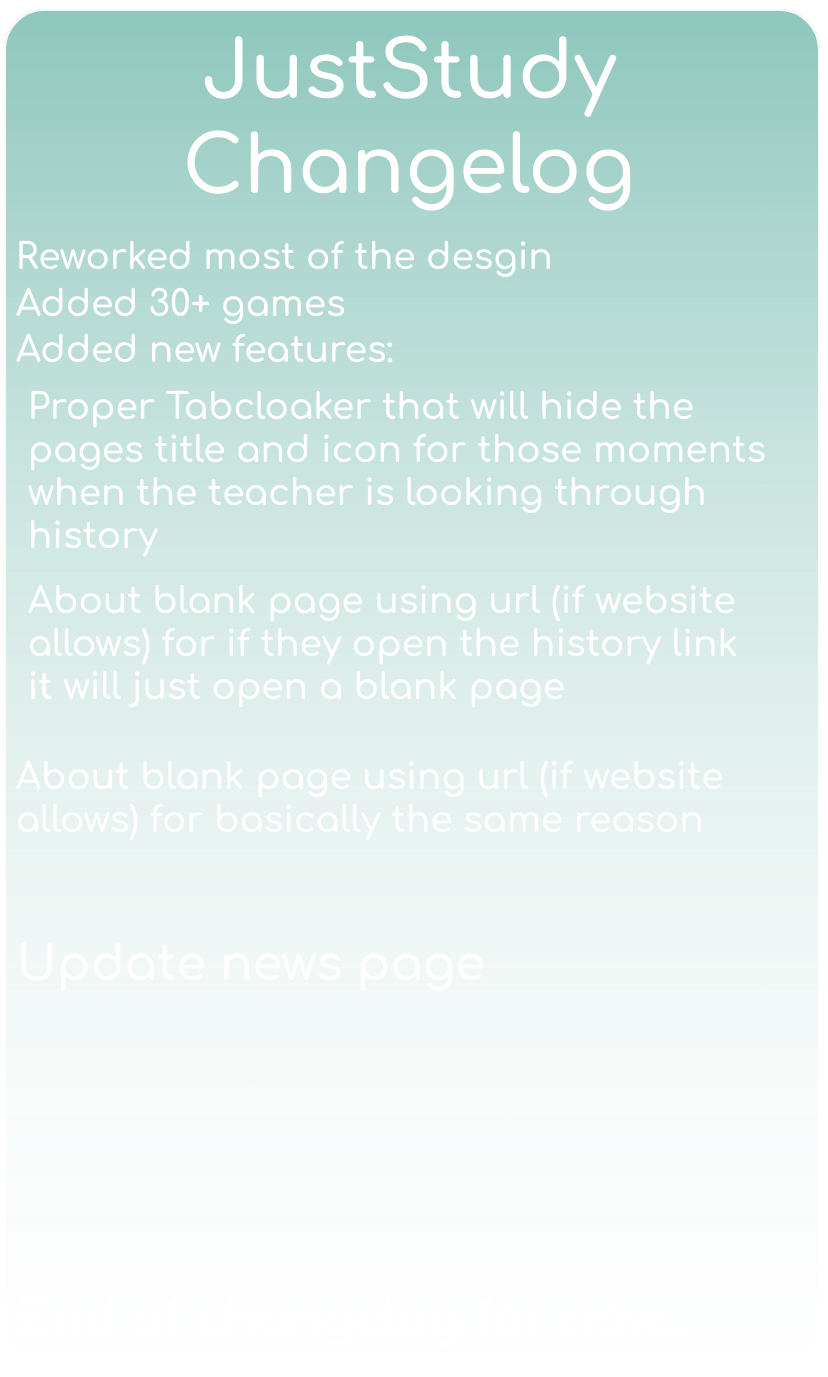 JustStudy
Changelog
Reworked most of the desgin
Added 30+ games
Added new features:
Proper Tabcloaker that will hide the
pages title and icon for those moments
when the teacher is looking through
history
About blank page using url (if website
allows) for if they open the history link
it will just open a blank page
About blank page using url (if website
allows) for basically the same reason
Update news page